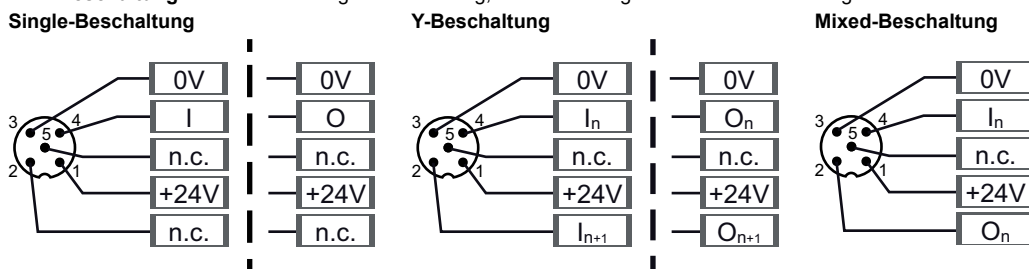 Single-Beschaltung
0V
I
n.c.
+24V
n.c.
3
4
5
2
1
0V
O
n.c.
+24V
n.c.
Y-Beschaltung
0V
In
n.c.
+24V
In+1
3
4
5
2
1
0V
On
n.c.
+24V
On+1
Mixed-Beschaltung
0V
In
n.c.
+24V
On
3
4
5
2
1